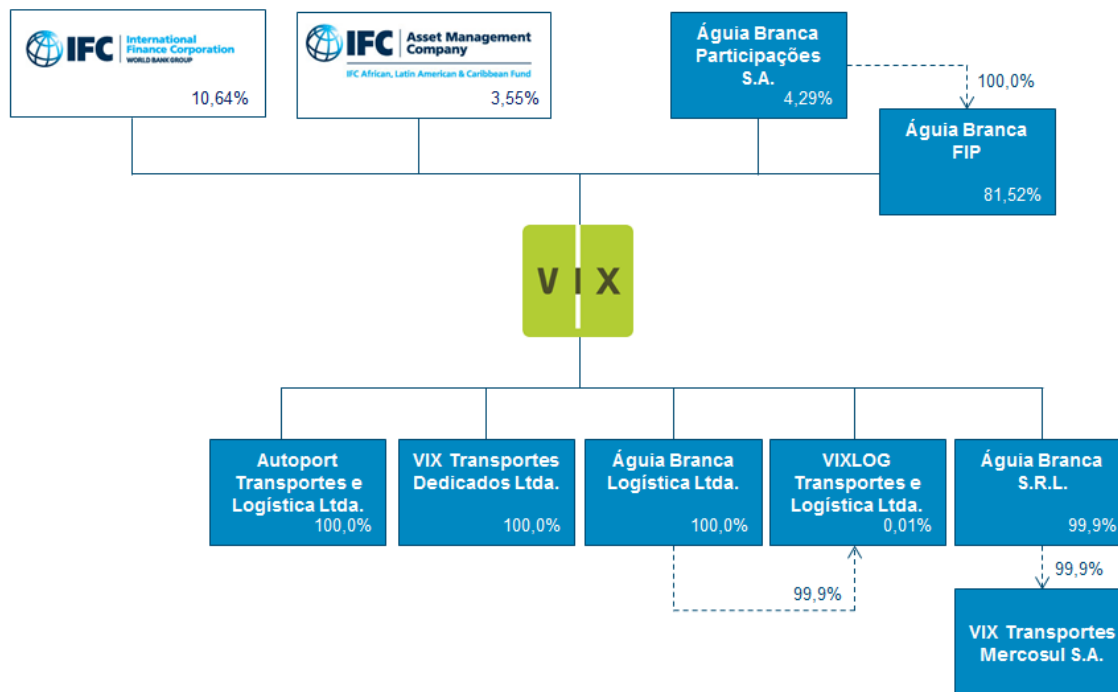 IFC
International
Finance Corporation
WORLD BANK GROUP
10,64%
IFC
Asset Management
Company
IFC African, Latin American & Caribbean Fund
3,55%
Águia Branca
Participações
S.A.
4,29%
100,0%
Águia Branca
FIP
81,52%
VIX
Autoport
Transportes e
Logística Ltda.
100,0%
VIX Transportes
Dedicados Ltda.
100,0%
Águia Branca
Logística Ltda.
100,0%
VIXLOG
Transportes e
Logística Ltda.
0,01%
Águia Branca
S.R.L.
99,9%
99,9%
99,9%
VIX Transportes
Mercosul S.A.